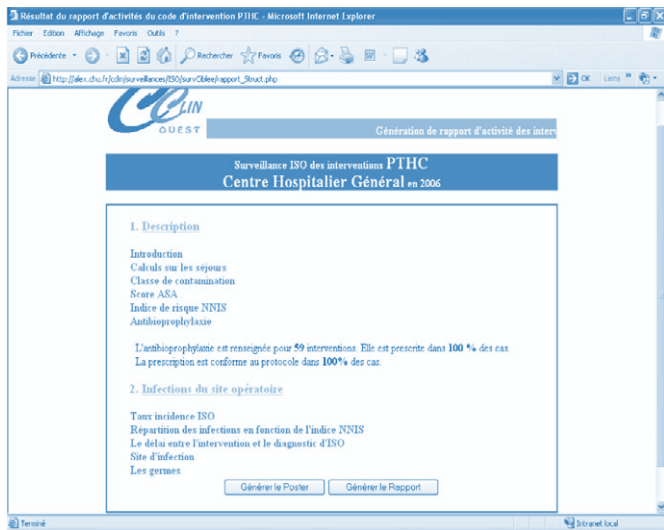 Résultat du rapport d'activités du code d'intervention PTHC - Microsoft Internet Explorer
Fichier Edition Affichage Favoris Outils ?
Précédente Rechercher Favoris
Adresse http://alex.chu.fr/cclin/surveillances/ISO/survCiblee/rapport_Struct.php OK Liens »
CCLIN
OUEST
Génération de rapport d'activité des interv
Surveillance ISO des interventions PTHC
Centre Hospitalier Général en 2006
1. Description
Introduction
Calculs sur les séjours
Classe de contamination
Score ASA
Indice de risque NNIS
Antibioprophylaxie
L'antibioprophylaxie est renseignée pour 59 interventions. Elle est prescrite dans 100 % des cas.
La prescription est conforme au protocole dans 100% des cas.
2. Infections du site opératoire
Taux incidence ISO
Répartition des infections en fonction de l'indice NNIS
Le délai entre l'intervention et le diagnostic d'ISO
Site d'infection
Les germes
Générer le Poster Générer le Rapport
Terminé Intranet local